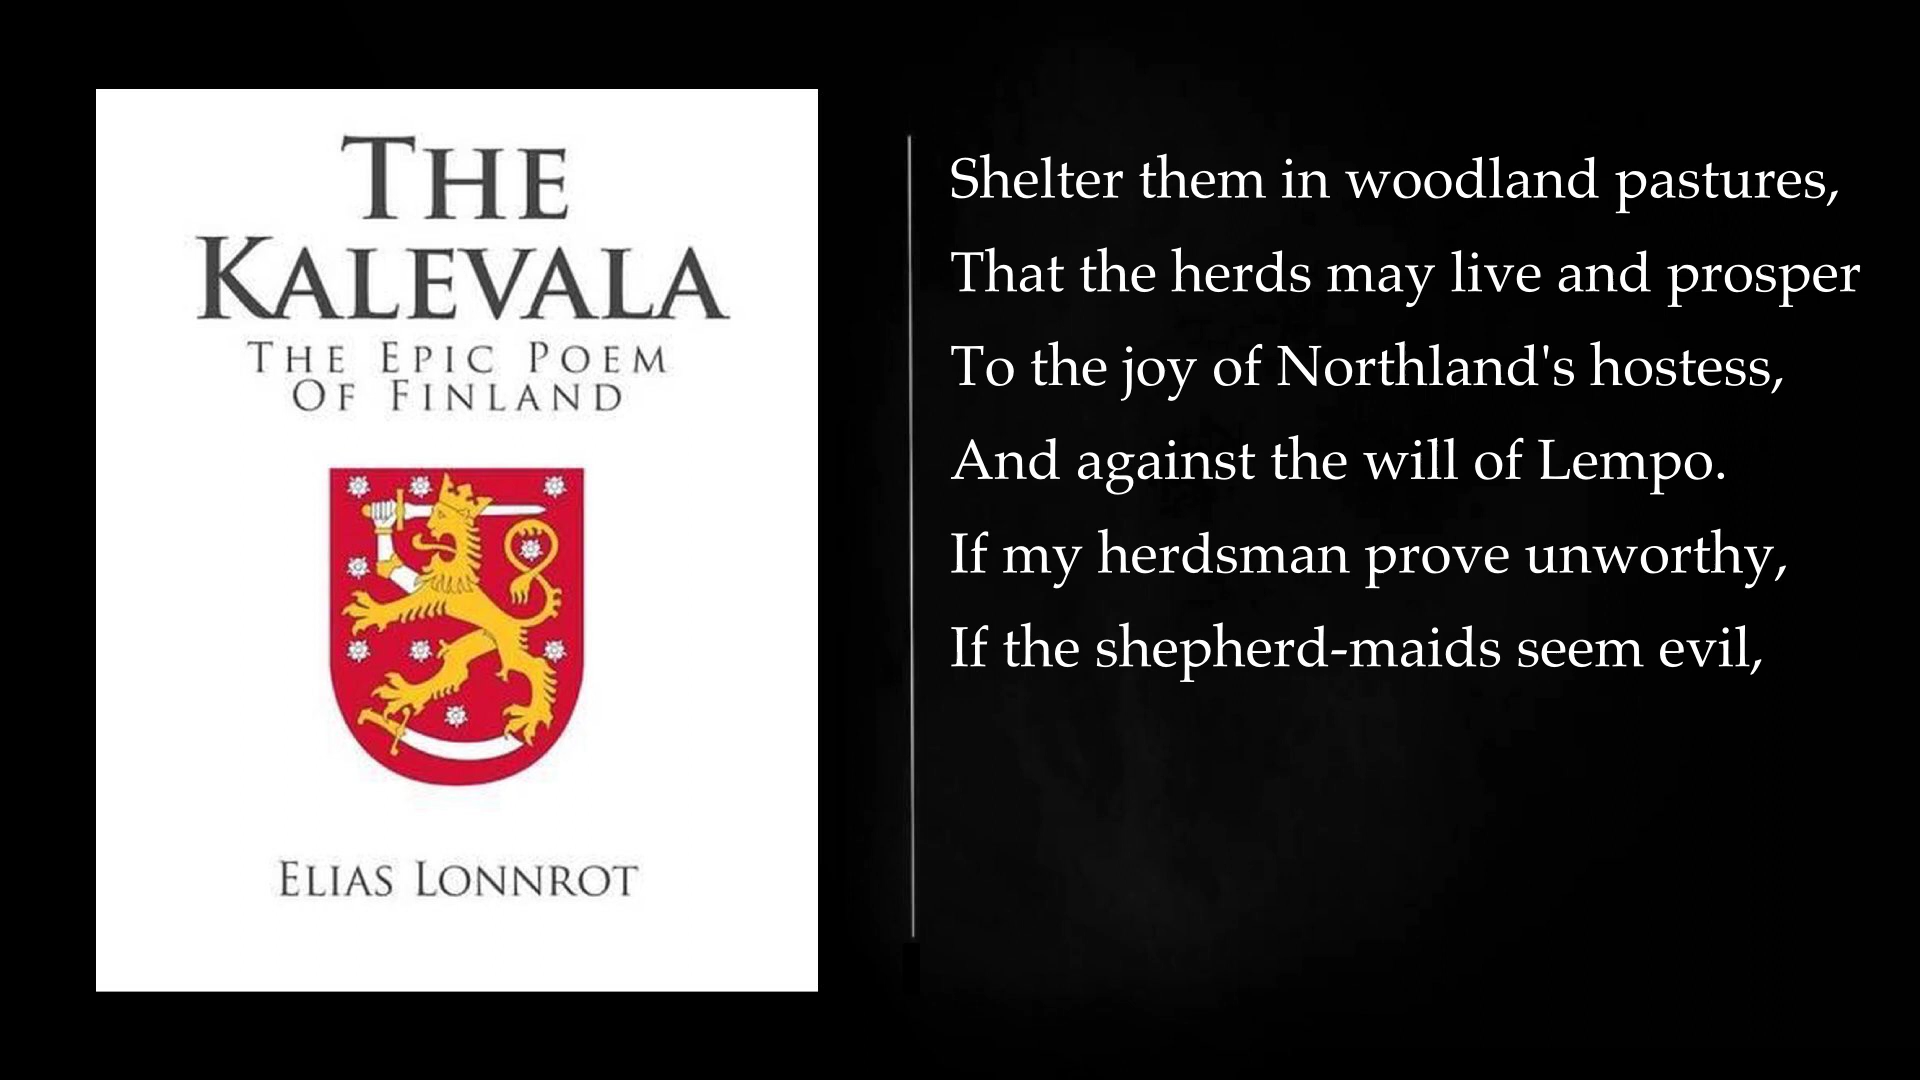 THE
KALEVALA
THE EPIC POEM
OF FINLAND
ELIAS LONNROT
Shelter them in woodland pastures,
That the herds may live and prosper
To the joy of Northland's hostess,
And against the will of Lempo.
If my herdsman prove unworthy,
If the shepherd-maids seem evil,